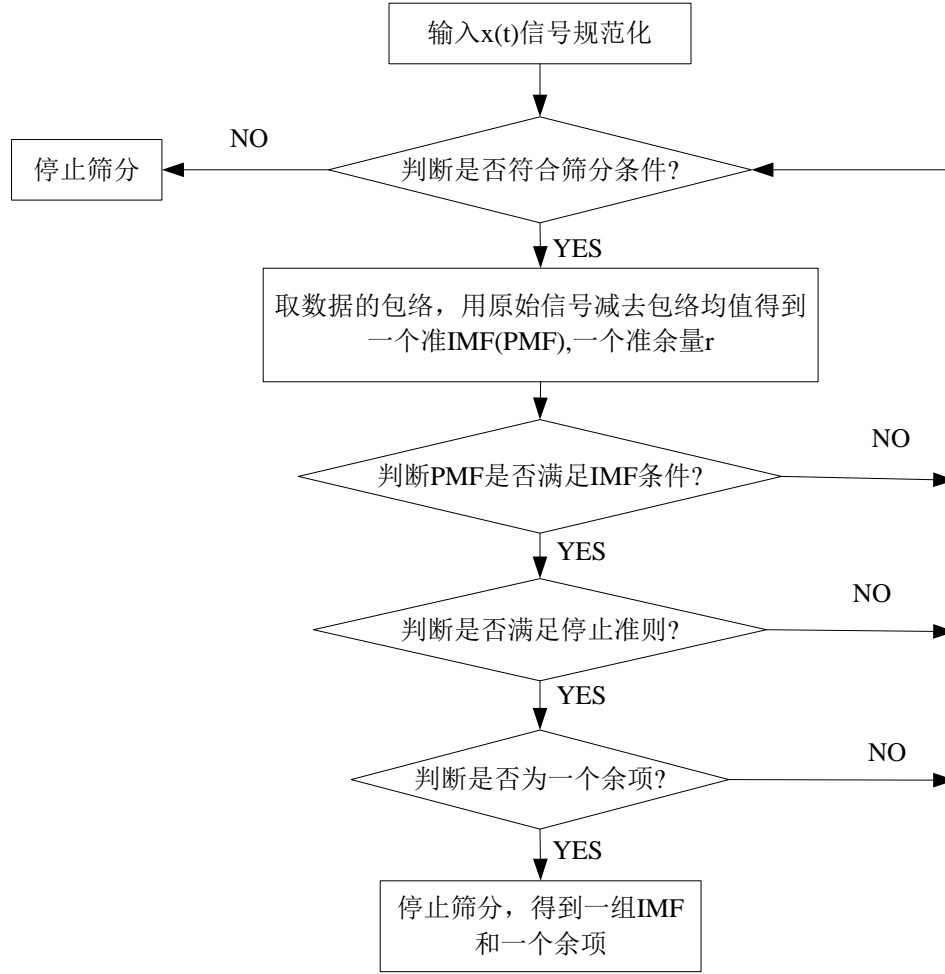 输入x(t)信号规范化
NO
停止筛分
判断是否符合筛分条件?
YES
取数据的包络，用原始信号减去包络均值得到
一个准IMF(PMF),一个准余量r
NO
判断PMF是否满足IMF条件?
YES
NO
判断是否满足停止准则?
YES
NO
判断是否为一个余项?
YES
停止筛分，得到一组IMF
和一个余项